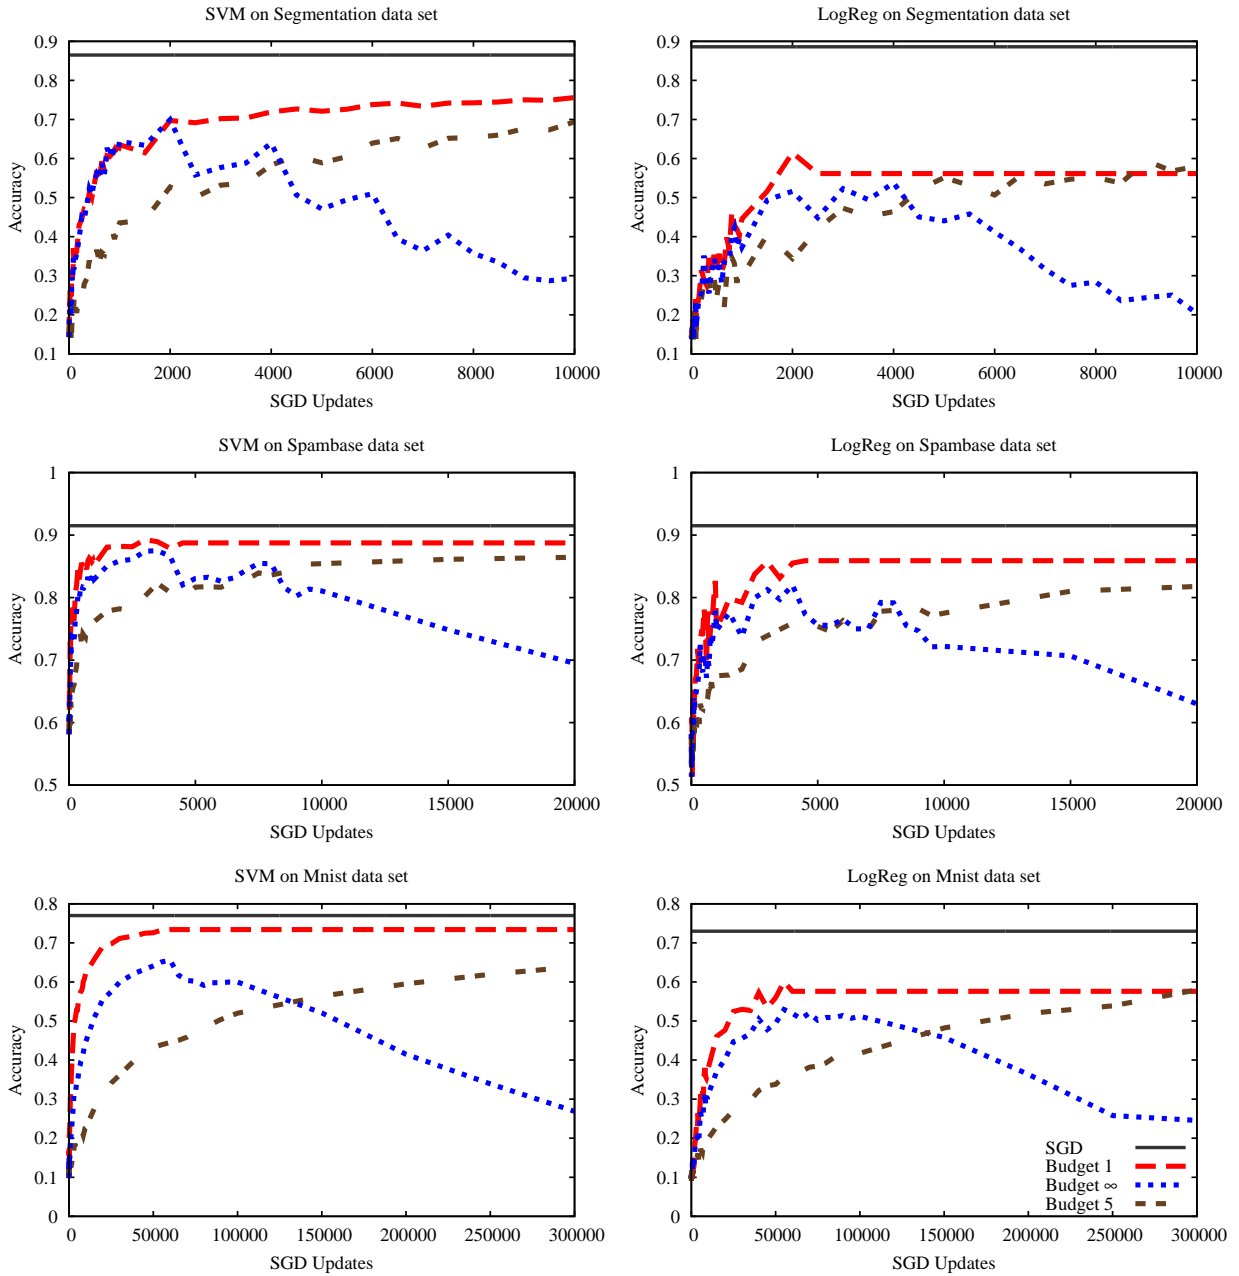 SVM on Segmentation data set
0.9
0.8
0.7
0.6
0.5
0.4
0.3
0.2
0.1
Accuracy
0 2000 4000 6000 8000 10000
SGD Updates
LogReg on Segmentation data set
0.9
0.8
0.7
0.6
0.5
0.4
0.3
0.2
0.1
Accuracy
0 2000 4000 6000 8000 10000
SGD Updates
SVM on Spambase data set
1
0.9
0.8
0.7
0.6
0.5
Accuracy
0 5000 10000 15000 20000
SGD Updates
LogReg on Spambase data set
1
0.9
0.8
0.7
0.6
0.5
Accuracy
0 5000 10000 15000 20000
SGD Updates
SVM on Mnist data set
0.8
0.7
0.6
0.5
0.4
0.3
0.2
0.1
0
Accuracy
0 50000 100000 150000 200000 250000 300000
SGD Updates
LogReg on Mnist data set
0.8
0.7
0.6
0.5
0.4
0.3
0.2
0.1
0
Accuracy
SGD
Budget 1
Budget ∞
Budget 5
0 50000 100000 150000 200000 250000 300000
SGD Updates